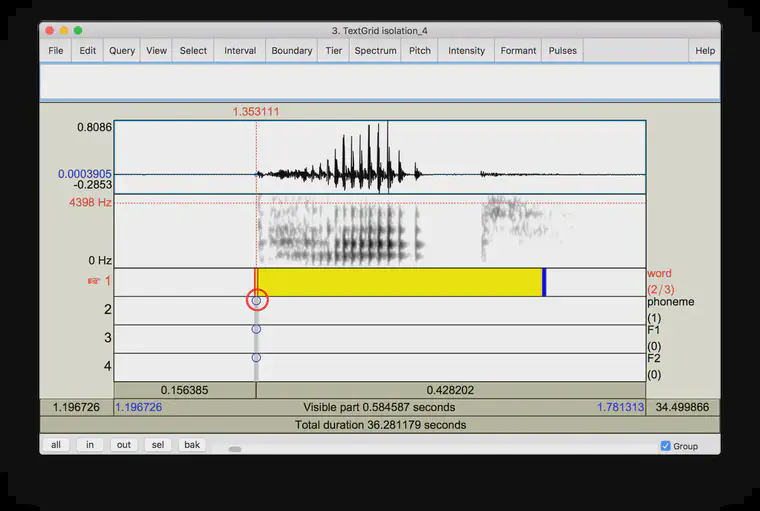 3. TextGrid isolation_4
File Edit Query View Select Interval Boundary Tier Spectrum Pitch Intensity Formant Pulses Help
1.353111
0.8086
0.0003905
-0.2853
4398 Hz
0 Hz
☞ 1 word
(2 / 3)
2 phoneme
(1)
3 F1
(0)
4 F2
(0)
0.156385 0.428202
1.196726 1.196726 Visible part 0.584587 seconds 1.781313 34.499866
Total duration 36.281179 seconds
all in out sel bak Group